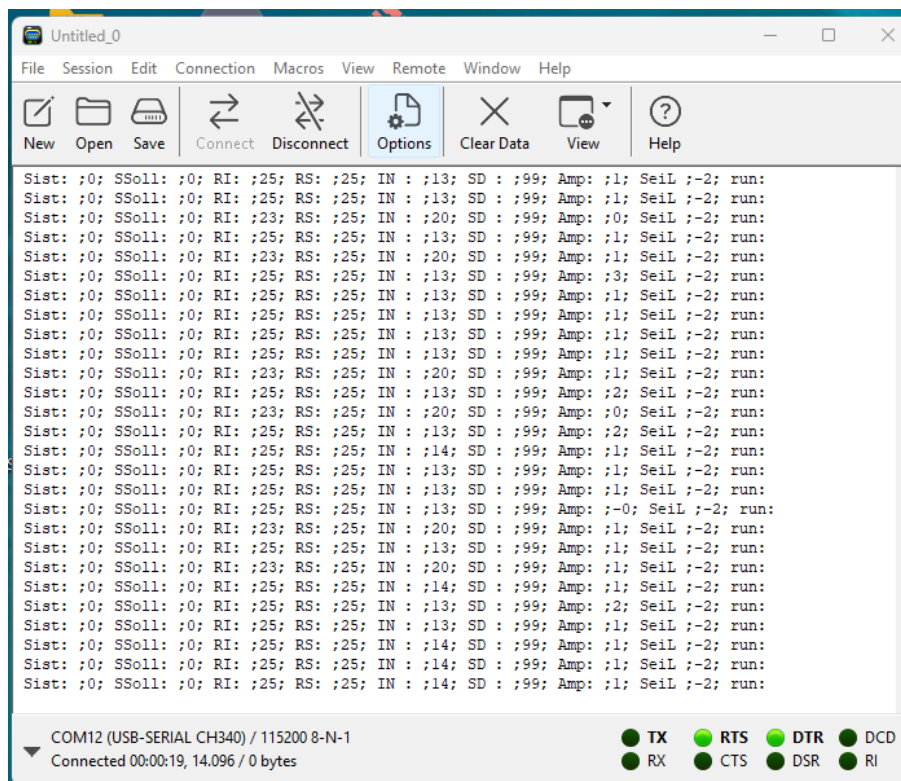 Untitled_0
File Session Edit Connection Macros View Remote Window Help
New Open Save Connect Disconnect Options Clear Data View Help
Sist: ;0; SSoll: ;0; RI: ;25; RS: ;25; IN : ;13; SD : ;99; Amp: ;1; SeiL ;-2; run:
Sist: ;0; SSoll: ;0; RI: ;25; RS: ;25; IN : ;13; SD : ;99; Amp: ;1; SeiL ;-2; run:
Sist: ;0; SSoll: ;0; RI: ;23; RS: ;25; IN : ;20; SD : ;99; Amp: ;0; SeiL ;-2; run:
Sist: ;0; SSoll: ;0; RI: ;25; RS: ;25; IN : ;13; SD : ;99; Amp: ;1; SeiL ;-2; run:
Sist: ;0; SSoll: ;0; RI: ;23; RS: ;25; IN : ;20; SD : ;99; Amp: ;1; SeiL ;-2; run:
Sist: ;0; SSoll: ;0; RI: ;25; RS: ;25; IN : ;13; SD : ;99; Amp: ;3; SeiL ;-2; run:
Sist: ;0; SSoll: ;0; RI: ;25; RS: ;25; IN : ;13; SD : ;99; Amp: ;1; SeiL ;-2; run:
Sist: ;0; SSoll: ;0; RI: ;25; RS: ;25; IN : ;13; SD : ;99; Amp: ;1; SeiL ;-2; run:
Sist: ;0; SSoll: ;0; RI: ;25; RS: ;25; IN : ;13; SD : ;99; Amp: ;1; SeiL ;-2; run:
Sist: ;0; SSoll: ;0; RI: ;25; RS: ;25; IN : ;13; SD : ;99; Amp: ;1; SeiL ;-2; run:
Sist: ;0; SSoll: ;0; RI: ;23; RS: ;25; IN : ;20; SD : ;99; Amp: ;1; SeiL ;-2; run:
Sist: ;0; SSoll: ;0; RI: ;25; RS: ;25; IN : ;13; SD : ;99; Amp: ;2; SeiL ;-2; run:
Sist: ;0; SSoll: ;0; RI: ;23; RS: ;25; IN : ;20; SD : ;99; Amp: ;0; SeiL ;-2; run:
Sist: ;0; SSoll: ;0; RI: ;25; RS: ;25; IN : ;13; SD : ;99; Amp: ;2; SeiL ;-2; run:
Sist: ;0; SSoll: ;0; RI: ;25; RS: ;25; IN : ;14; SD : ;99; Amp: ;1; SeiL ;-2; run:
Sist: ;0; SSoll: ;0; RI: ;25; RS: ;25; IN : ;13; SD : ;99; Amp: ;1; SeiL ;-2; run:
Sist: ;0; SSoll: ;0; RI: ;25; RS: ;25; IN : ;13; SD : ;99; Amp: ;1; SeiL ;-2; run:
Sist: ;0; SSoll: ;0; RI: ;25; RS: ;25; IN : ;13; SD : ;99; Amp: ;-0; SeiL ;-2; run:
Sist: ;0; SSoll: ;0; RI: ;23; RS: ;25; IN : ;20; SD : ;99; Amp: ;1; SeiL ;-2; run:
Sist: ;0; SSoll: ;0; RI: ;25; RS: ;25; IN : ;13; SD : ;99; Amp: ;1; SeiL ;-2; run:
Sist: ;0; SSoll: ;0; RI: ;23; RS: ;25; IN : ;20; SD : ;99; Amp: ;1; SeiL ;-2; run:
Sist: ;0; SSoll: ;0; RI: ;25; RS: ;25; IN : ;14; SD : ;99; Amp: ;1; SeiL ;-2; run:
Sist: ;0; SSoll: ;0; RI: ;25; RS: ;25; IN : ;13; SD : ;99; Amp: ;2; SeiL ;-2; run:
Sist: ;0; SSoll: ;0; RI: ;25; RS: ;25; IN : ;13; SD : ;99; Amp: ;1; SeiL ;-2; run:
Sist: ;0; SSoll: ;0; RI: ;25; RS: ;25; IN : ;14; SD : ;99; Amp: ;1; SeiL ;-2; run:
Sist: ;0; SSoll: ;0; RI: ;25; RS: ;25; IN : ;14; SD : ;99; Amp: ;1; SeiL ;-2; run:
Sist: ;0; SSoll: ;0; RI: ;25; RS: ;25; IN : ;14; SD : ;99; Amp: ;1; SeiL ;-2; run:
COM12 (USB-SERIAL CH340) / 115200 8-N-1 TX RTS DTR DCD
Connected 00:00:19, 14.096 / 0 bytes RX CTS DSR RI